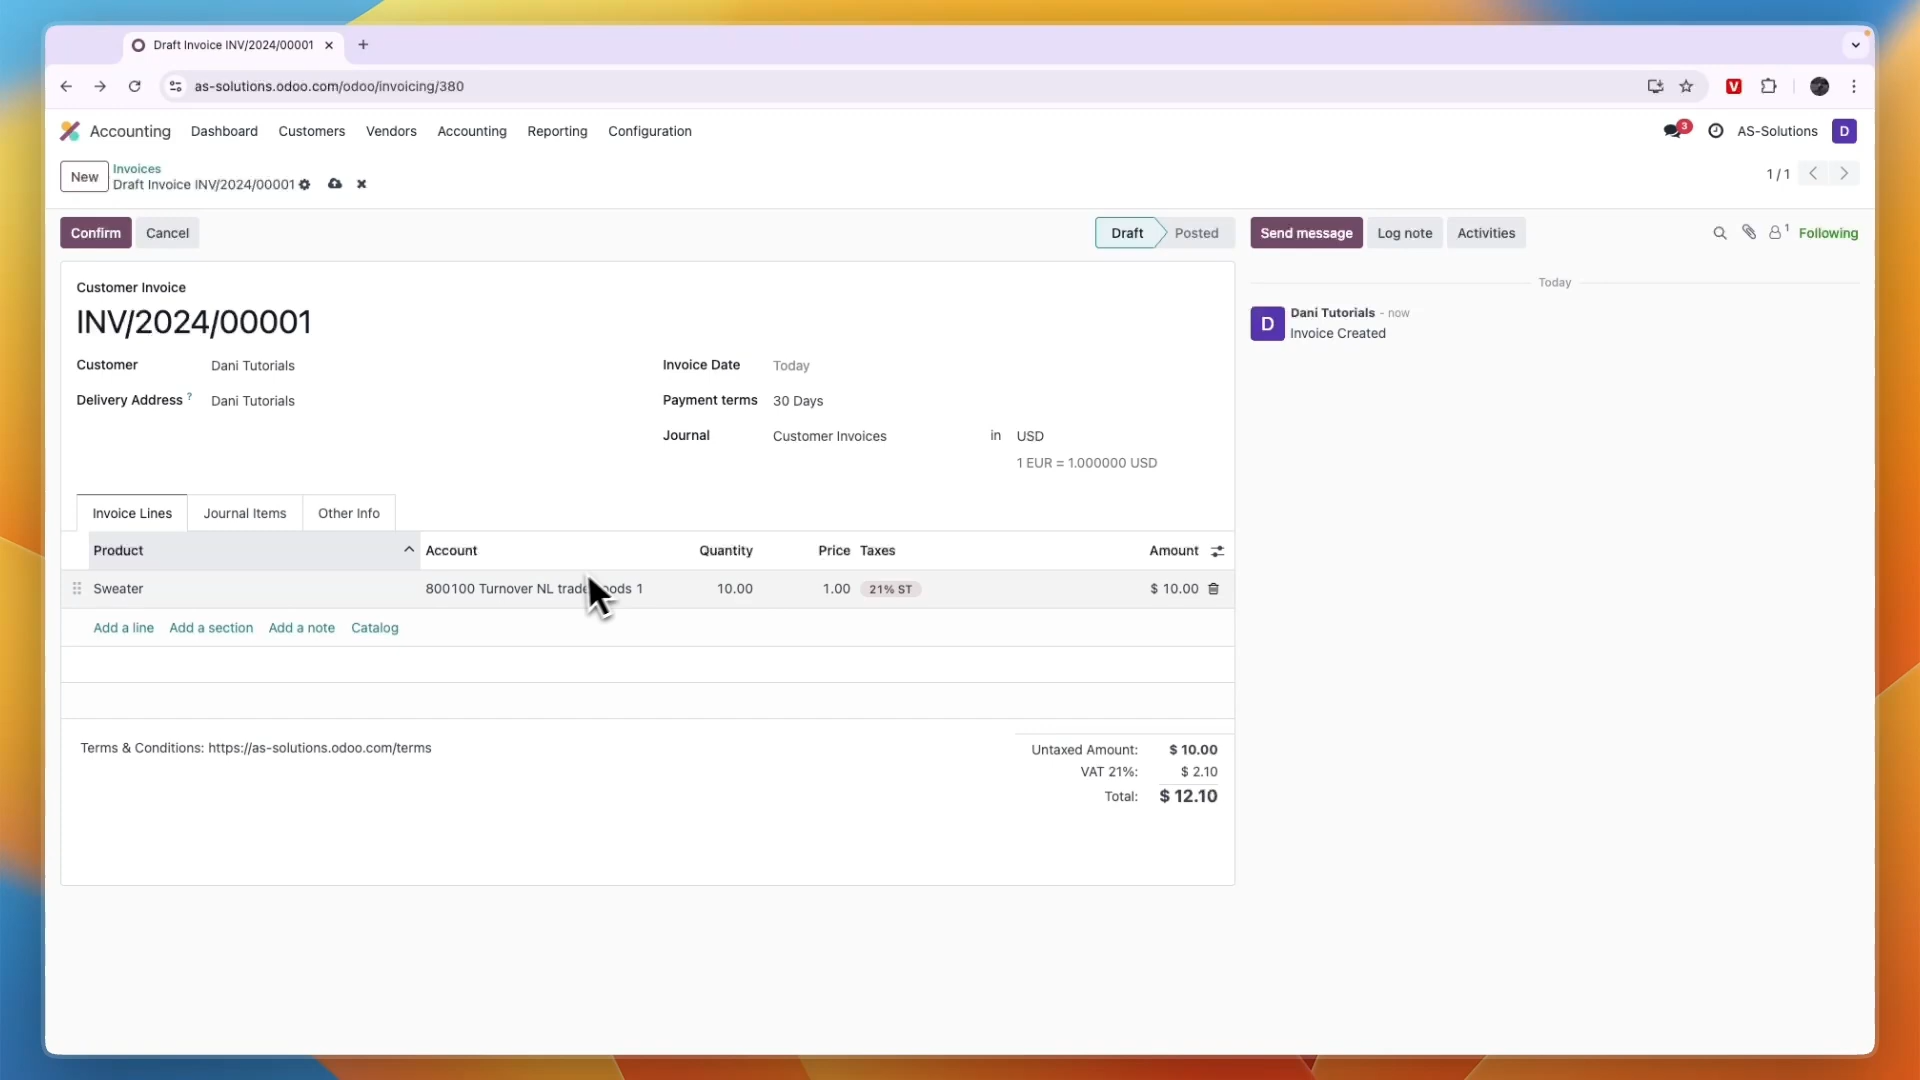 Draft Invoice INV/2024/00001
as-solutions.odoo.com/odoo/invoicing/380
V
Accounting Dashboard Customers Vendors Accounting Reporting Configuration
3 AS-Solutions D
New
Invoices
Draft Invoice INV/2024/00001
1 / 1
Confirm Cancel
Draft Posted
Send message Log note Activities
1 Following
Customer Invoice
INV/2024/00001
Customer Dani Tutorials
Delivery Address ? Dani Tutorials
Invoice Date Today
Payment terms 30 Days
Journal Customer Invoices in USD
1 EUR = 1.000000 USD
Today
D
Dani Tutorials - now
Invoice Created
Invoice Lines Journal Items Other Info
Product Account Quantity Price Taxes Amount
Sweater 800100 Turnover NL trade 1 10.00 1.00 21% ST $ 10.00
Add a line Add a section Add a note Catalog
Terms & Conditions: https://as-solutions.odoo.com/terms
Untaxed Amount: $ 10.00
VAT 21%: $ 2.10
Total: $ 12.10